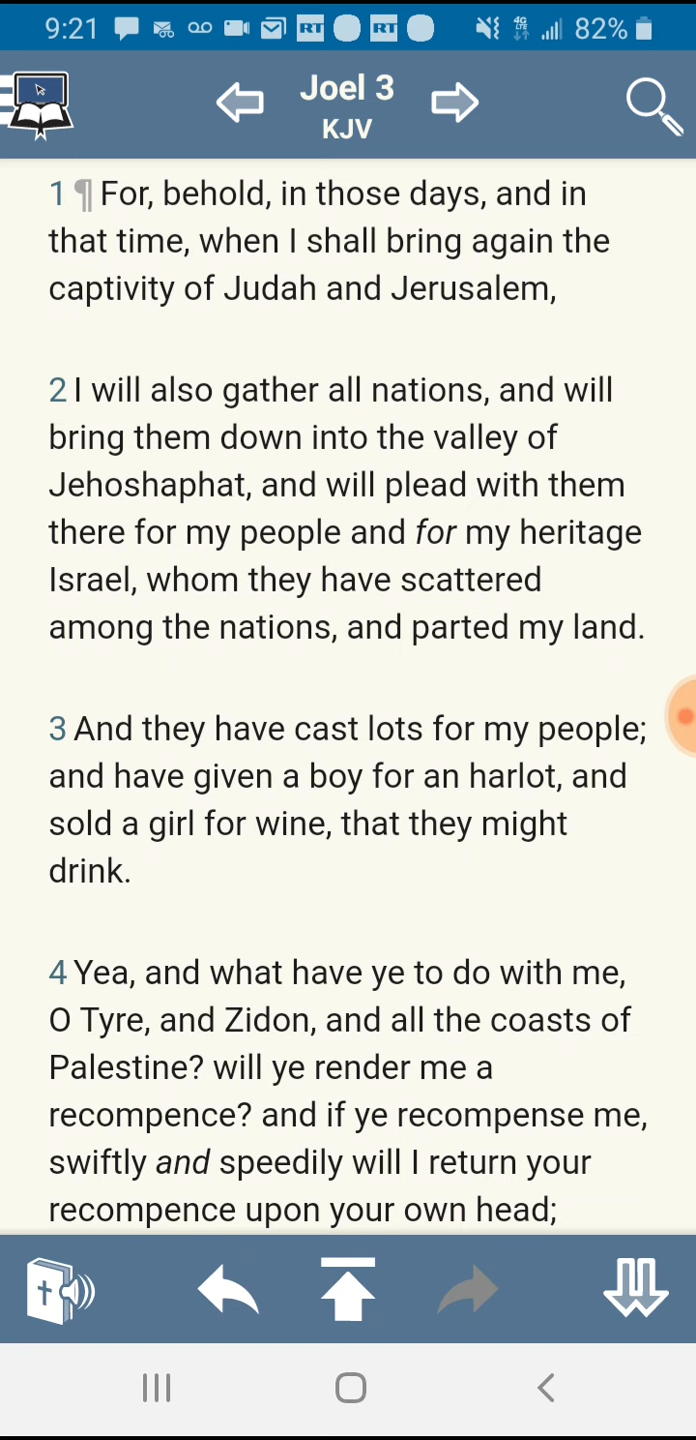 9:21 RT RT 4G LTE 82%
Joel 3
KJV
1 ¶ For, behold, in those days, and in
that time, when I shall bring again the
captivity of Judah and Jerusalem,
2 I will also gather all nations, and will
bring them down into the valley of
Jehoshaphat, and will plead with them
there for my people and for my heritage
Israel, whom they have scattered
among the nations, and parted my land.
3 And they have cast lots for my people;
and have given a boy for an harlot, and
sold a girl for wine, that they might
drink.
4 Yea, and what have ye to do with me,
O Tyre, and Zidon, and all the coasts of
Palestine? will ye render me a
recompence? and if ye recompense me,
swiftly and speedily will I return your
recompence upon your own head;